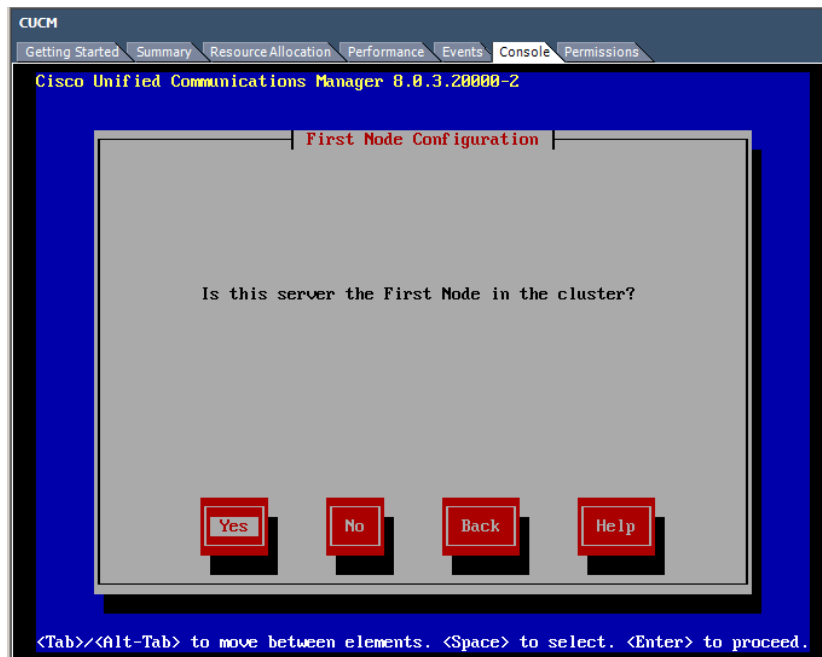 CUCM
Getting Started Summary Resource Allocation Performance Events Console Permissions
Cisco Unified Communications Manager 8.0.3.20000-2
First Node Configuration
Is this server the First Node in the cluster?
Yes No Back Help
<Tab>/<Alt-Tab> to move between elements. <Space> to select. <Enter> to proceed.